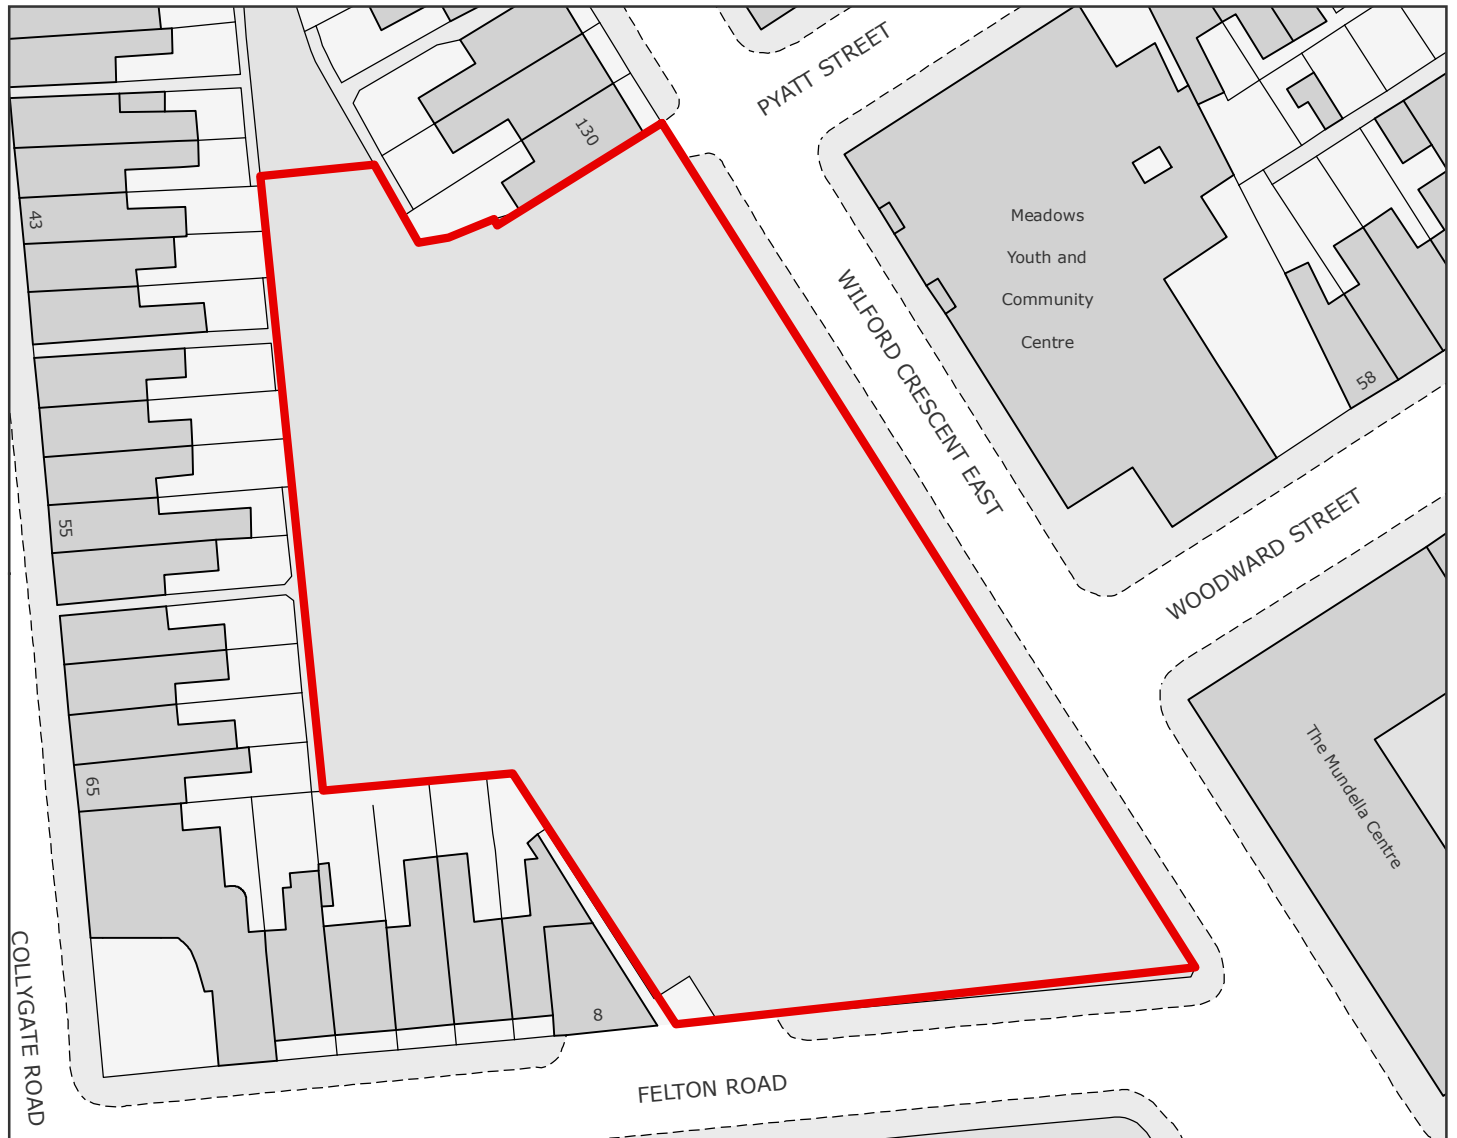 PYATT STREET
130
43
Meadows
Youth and
Community
Centre
WILFORD CRESCENT EAST
58
55
WOODWARD STREET
65
The Mundella Centre
COLLYGATE ROAD
8
FELTON ROAD